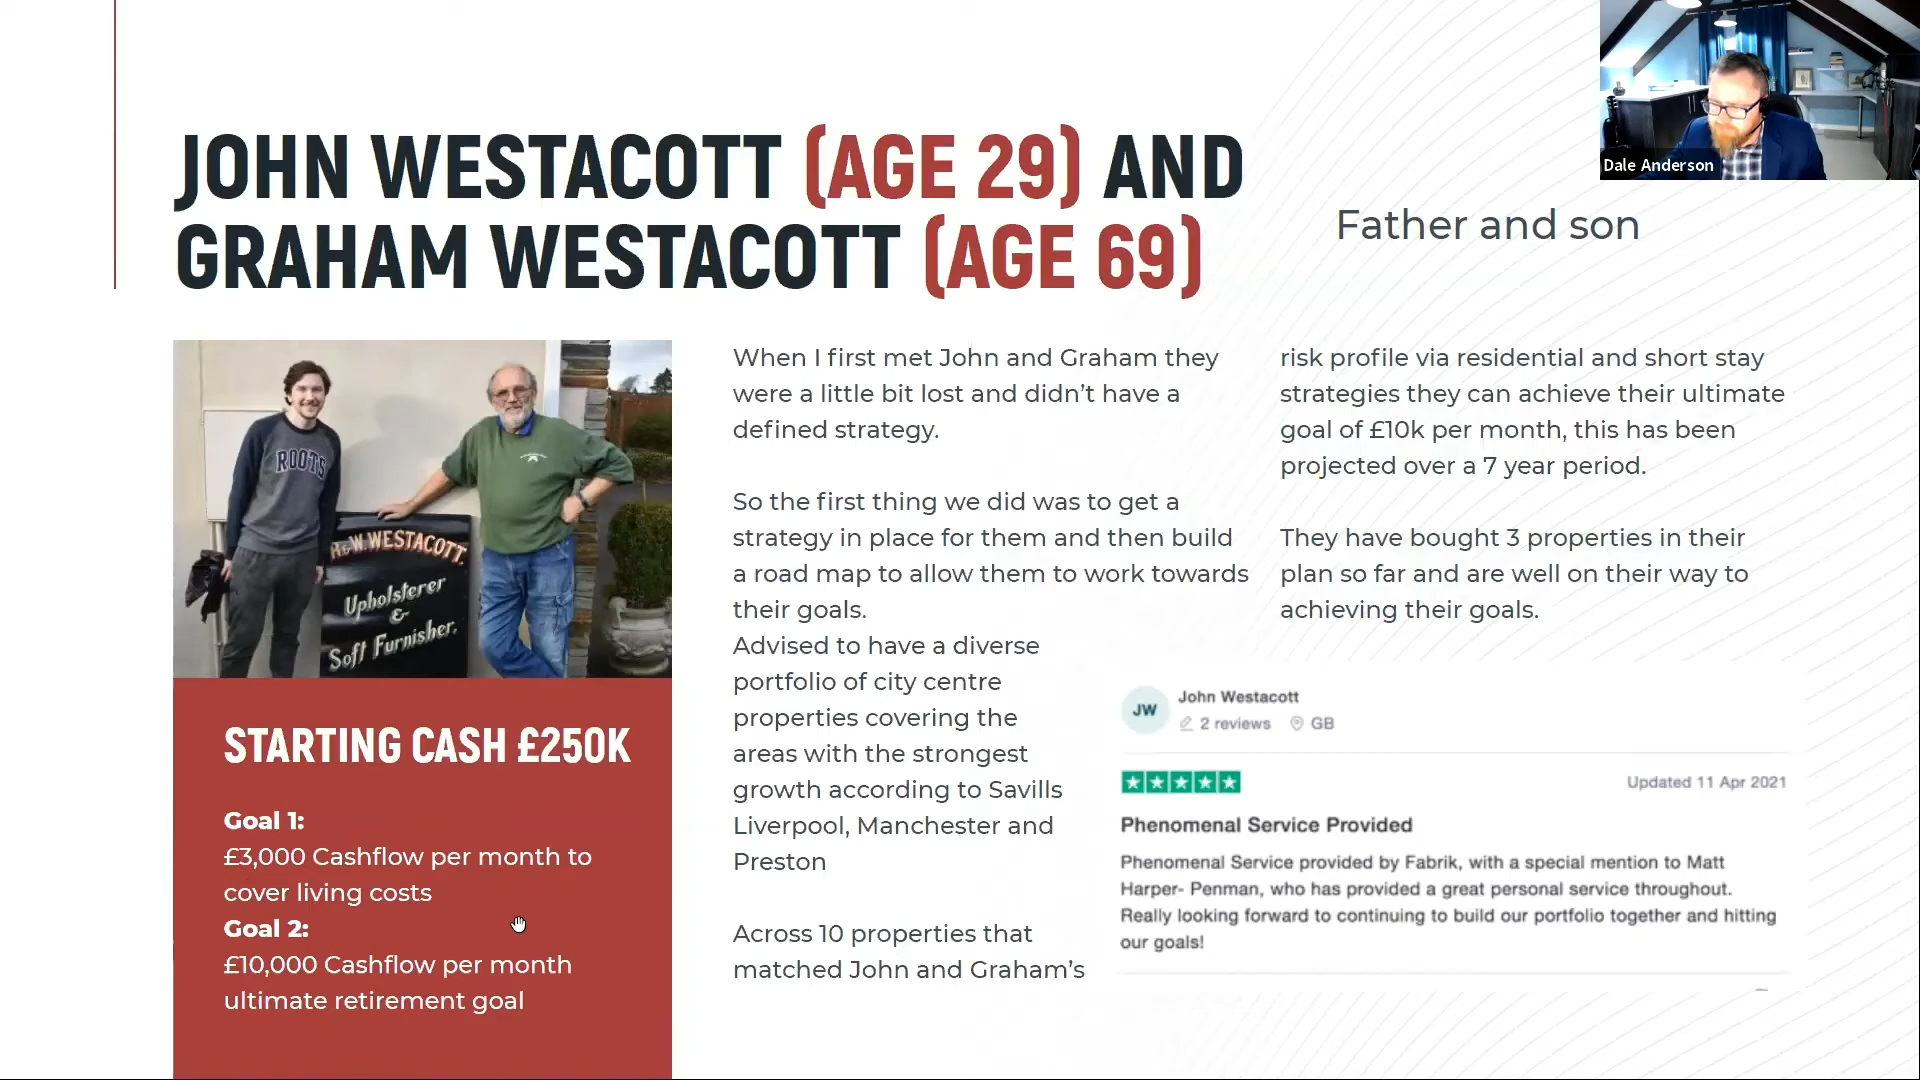 JOHN WESTACOTT (AGE 29) AND
GRAHAM WESTACOTT (AGE 69)
Father and son
Dale Anderson
ROOTS
R&W. WESTACOTT.
Upholsterer
&
Soft Furnisher.
STARTING CASH £250K
Goal 1:
£3,000 Cashflow per month to
cover living costs
Goal 2:
£10,000 Cashflow per month
ultimate retirement goal
When I first met John and Graham they
were a little bit lost and didn’t have a
defined strategy.
So the first thing we did was to get a
strategy in place for them and then build
a road map to allow them to work towards
their goals.
Advised to have a diverse
portfolio of city centre
properties covering the
areas with the strongest
growth according to Savills
Liverpool, Manchester and
Preston
Across 10 properties that
matched John and Graham’s
risk profile via residential and short stay
strategies they can achieve their ultimate
goal of £10k per month, this has been
projected over a 7 year period.
They have bought 3 properties in their
plan so far and are well on their way to
achieving their goals.
JW
John Westacott
2 reviews GB
Updated 11 Apr 2021
Phenomenal Service Provided
Phenomenal Service provided by Fabrik, with a special mention to Matt
Harper- Penman, who has provided a great personal service throughout.
Really looking forward to continuing to build our portfolio together and hitting
our goals!